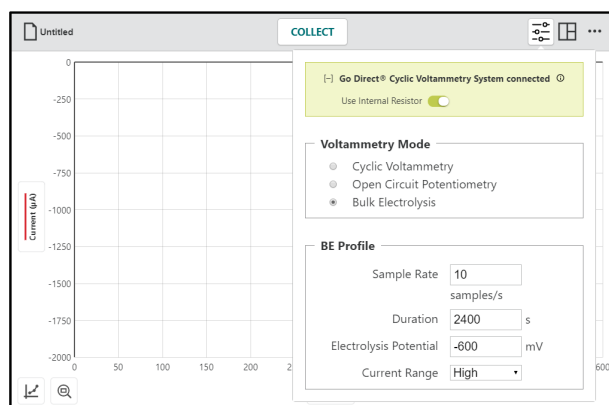 Untitled
COLLECT
[−] Go Direct® Cyclic Voltammetry System connected
Use Internal Resistor
Voltammetry Mode
Cyclic Voltammetry
Open Circuit Potentiometry
Bulk Electrolysis
BE Profile
Sample Rate 10
samples/s
Duration 2400 s
Electrolysis Potential -600 mV
Current Range High
Current (µA)
0
-250
-500
-750
-1000
-1250
-1500
-1750
-2000
0 50 100 150 200